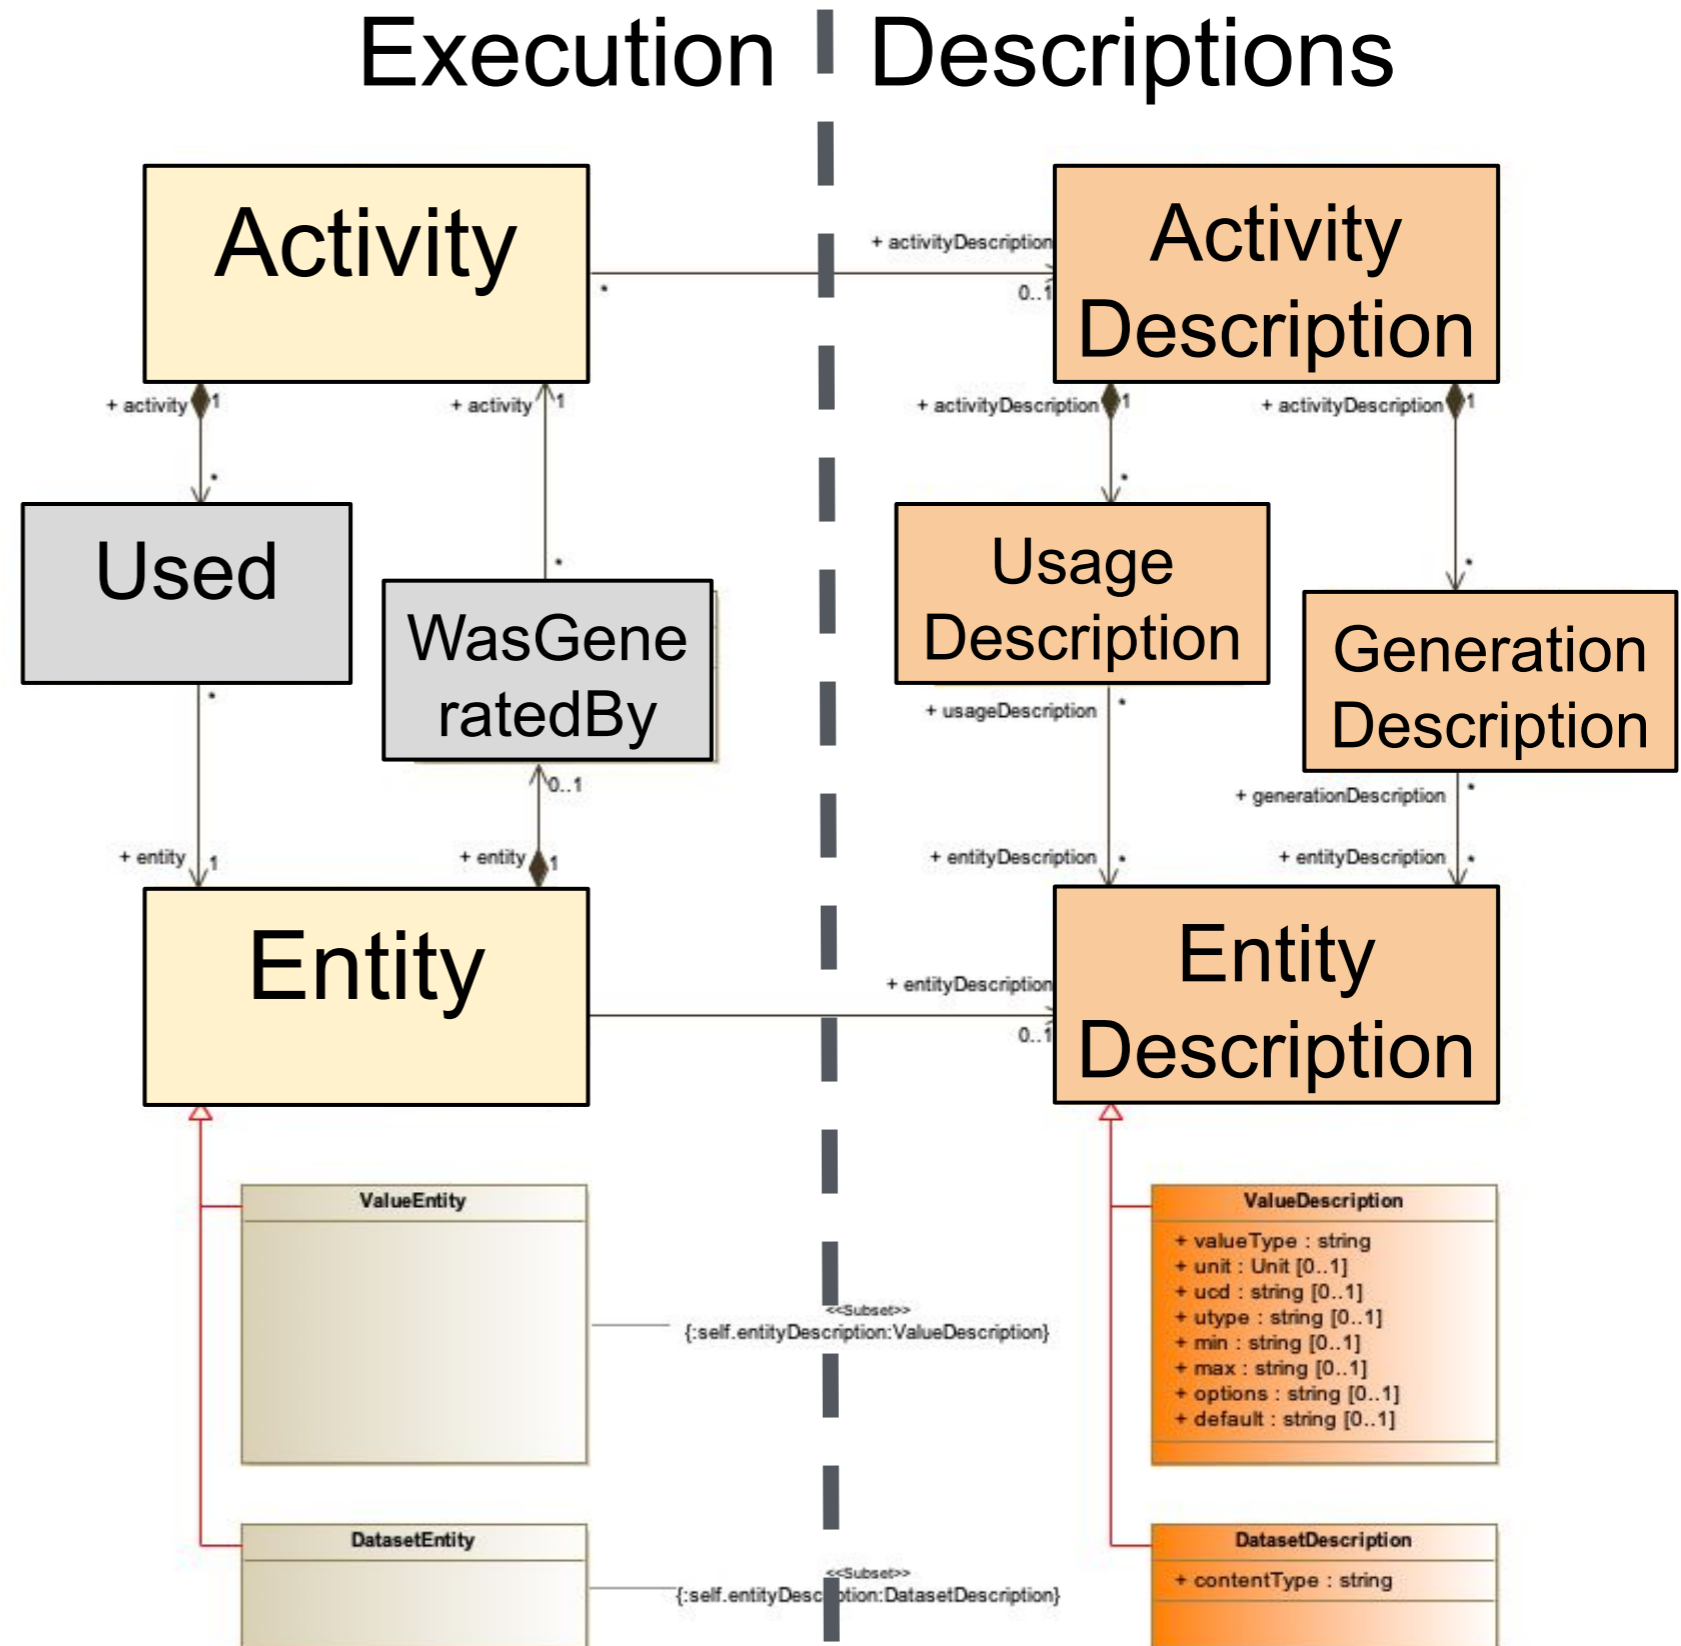 Execution
Descriptions
Activity
Activity
Description
+ activityDescription
*
0..1
+ activity
1
+ activity
1
+ activityDescription
1
+ activityDescription
1
*
*
*
*
Used
WasGene
ratedBy
Usage
Description
Generation
Description
*
0..1
+ usageDescription
*
+ generationDescription
*
+ entity
1
+ entity
1
+ entityDescription
*
+ entityDescription
*
Entity
Entity
Description
+ entityDescription
0..1
ValueEntity
ValueDescription
+ valueType : string
+ unit : Unit [0..1]
+ ucd : string [0..1]
+ utype : string [0..1]
+ min : string [0..1]
+ max : string [0..1]
+ options : string [0..1]
+ default : string [0..1]
<<Subset>>
{:self.entityDescription:ValueDescription}
DatasetEntity
DatasetDescription
+ contentType : string
<<Subset>>
{:self.entityDescription:DatasetDescription}